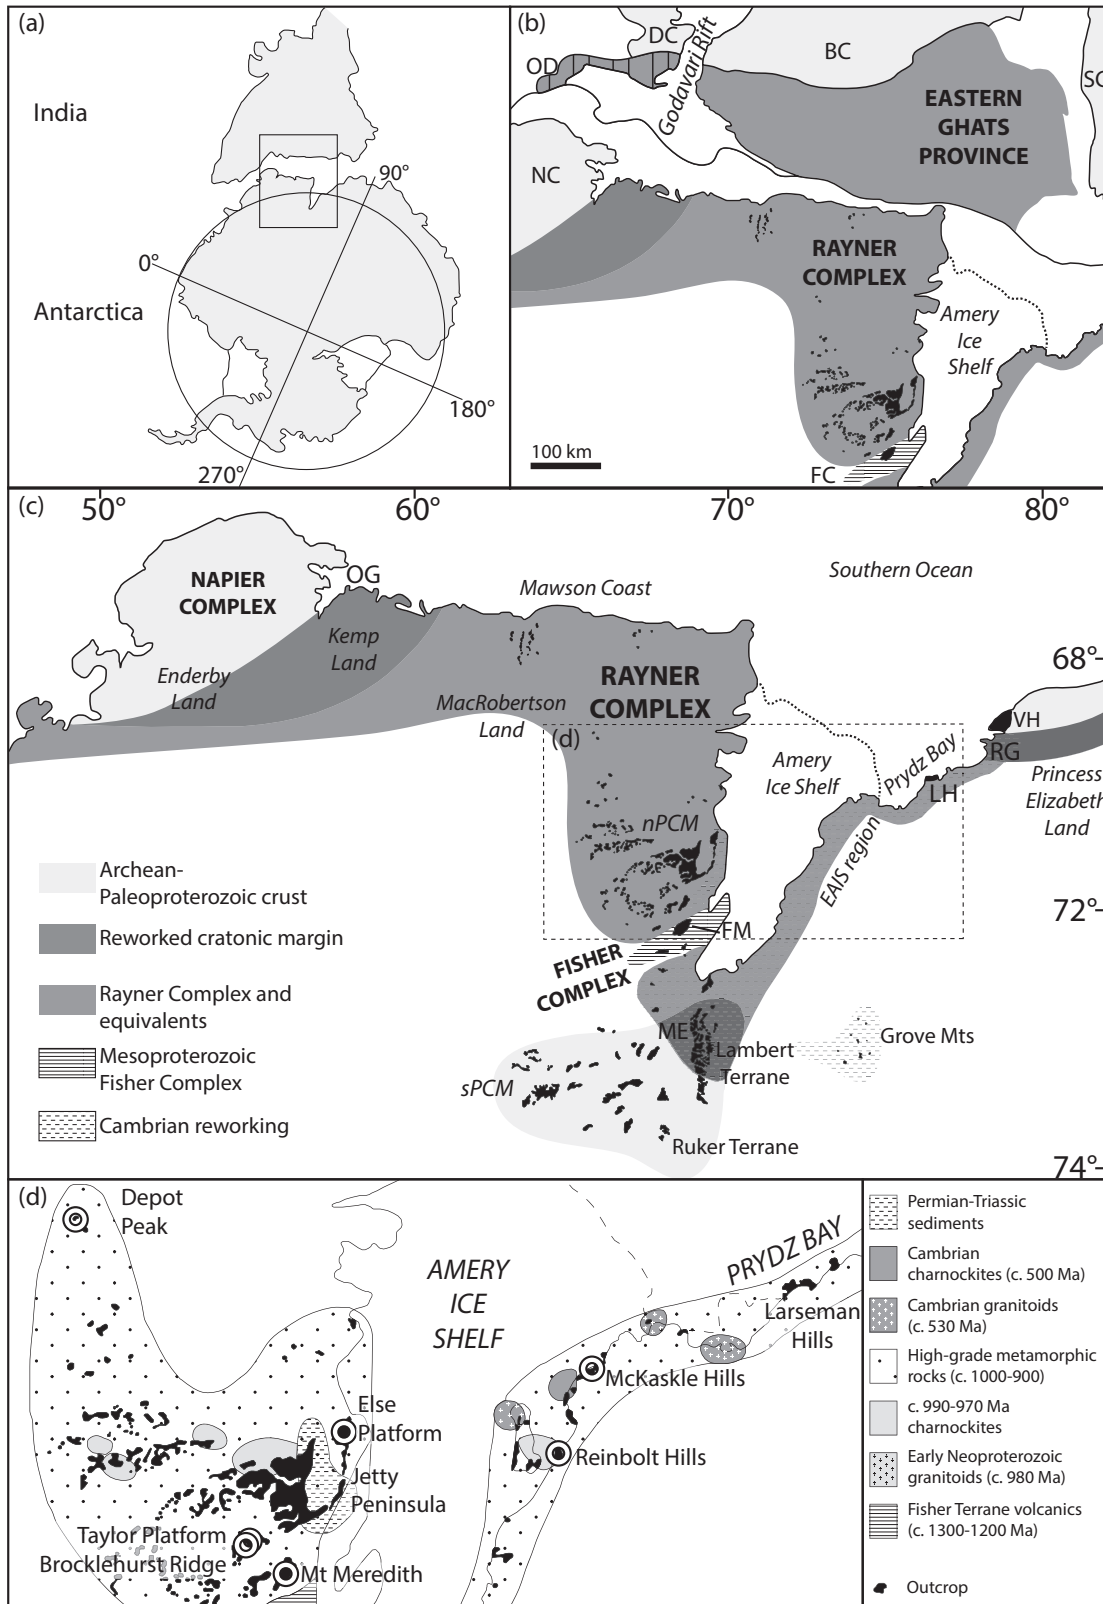 (a)
India
90°
0°
Antarctica
180°
270°
(b)
DC
BC
OD
Godavari Rift
SC
EASTERN
GHATS
PROVINCE
NC
RAYNER
COMPLEX
Amery
Ice
Shelf
100 km
FC
(c)
50°
60°
70°
80°
NAPIER
COMPLEX
OG
Mawson Coast
Southern Ocean
Kemp
Land
68°
Enderby
Land
RAYNER
COMPLEX
MacRobertson
Land
VH
(d)
Prydz Bay
RG
Amery
Ice Shelf
LH
Princess
Elizabeth
Land
nPCM
EAIS region
Archean-
Paleoproterozoic crust
72°
Reworked cratonic margin
FM
FISHER
COMPLEX
Rayner Complex and
equivalents
ME
Grove Mts
Lambert
Terrane
Mesoproterozoic
Fisher Complex
sPCM
Cambrian reworking
Ruker Terrane
74°
(d)
Depot
Peak
AMERY
ICE
SHELF
PRYDZ BAY
Larseman
Hills
McKaskle Hills
Else
Platform
Reinbolt Hills
Jetty
Peninsula
Taylor Platform
Brocklehurst Ridge
Mt Meredith
Permian-Triassic
sediments
Cambrian
charnockites (c. 500 Ma)
Cambrian granitoids
(c. 530 Ma)
High-grade metamorphic
rocks (c. 1000-900)
c. 990-970 Ma
charnockites
Early Neoproterozoic
granitoids (c. 980 Ma)
Fisher Terrane volcanics
(c. 1300-1200 Ma)
Outcrop